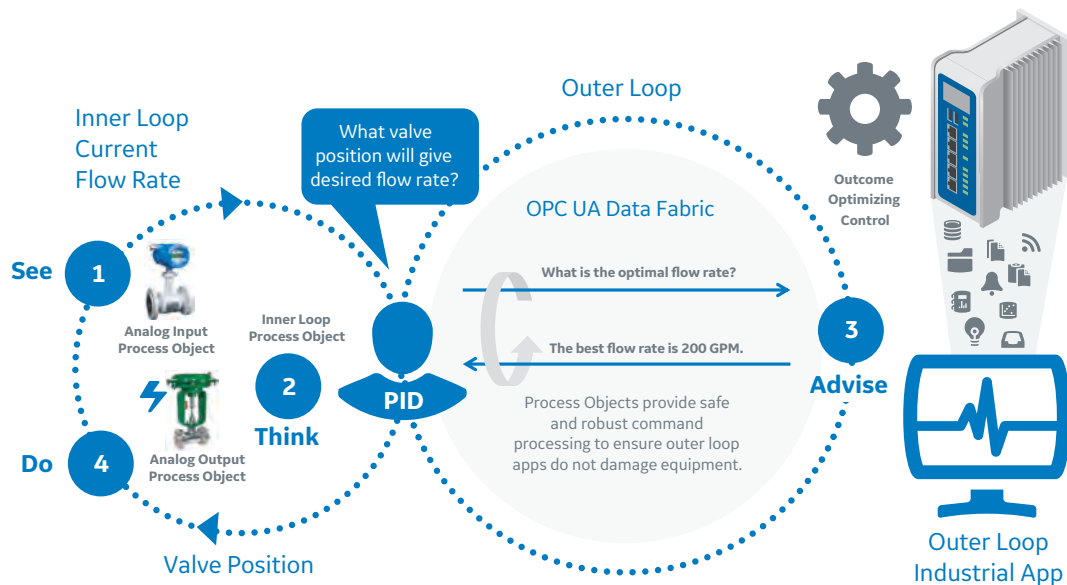 Inner Loop
Current
Flow Rate
What valve
position will give
desired flow rate?
Outer Loop
OPC UA Data Fabric
Outcome
Optimizing
Control
See
1
Analog Input
Process Object
Inner Loop
Process Object
2
Think
PID
What is the optimal flow rate?
The best flow rate is 200 GPM.
3
Advise
Process Objects provide safe
and robust command
processing to ensure outer loop
apps do not damage equipment.
Do
4
Analog Output
Process Object
Valve Position
Outer Loop
Industrial App